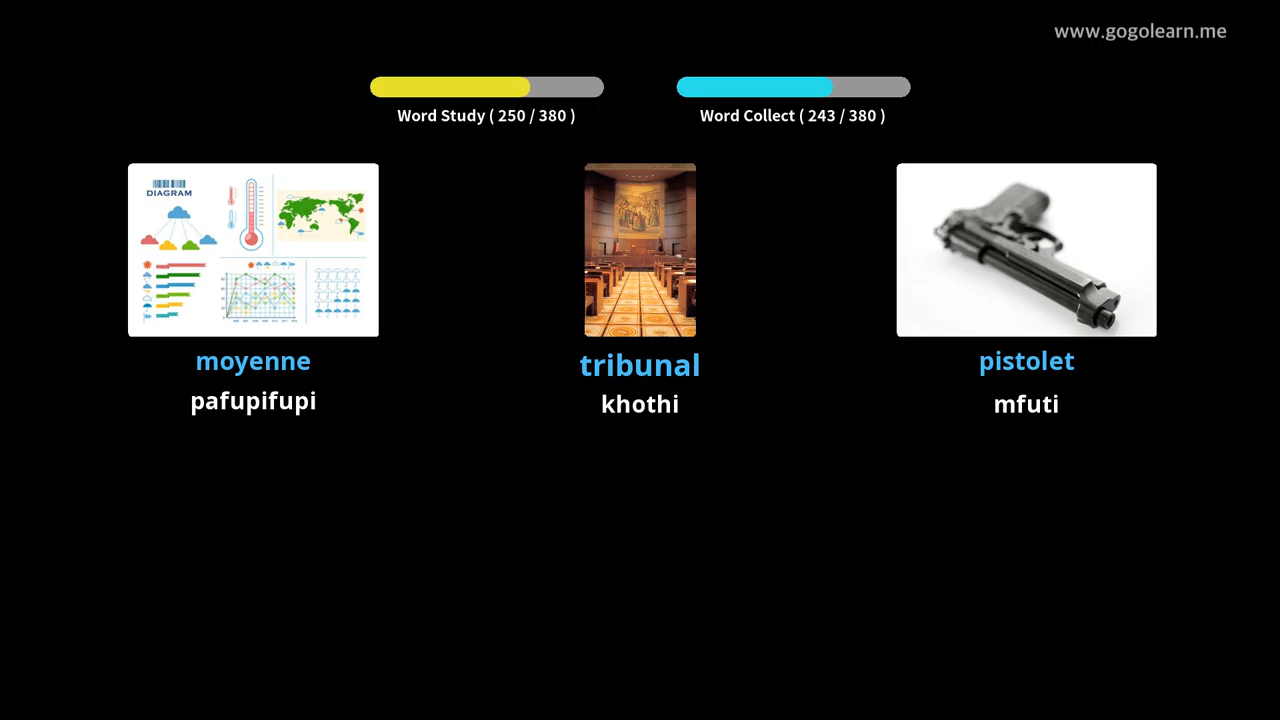 www.gogolearn.me
Word Study ( 250 / 380 )
Word Collect ( 243 / 380 )
DIAGRAM
moyenne
tribunal
pistolet
pafupifupi
khothi
mfuti